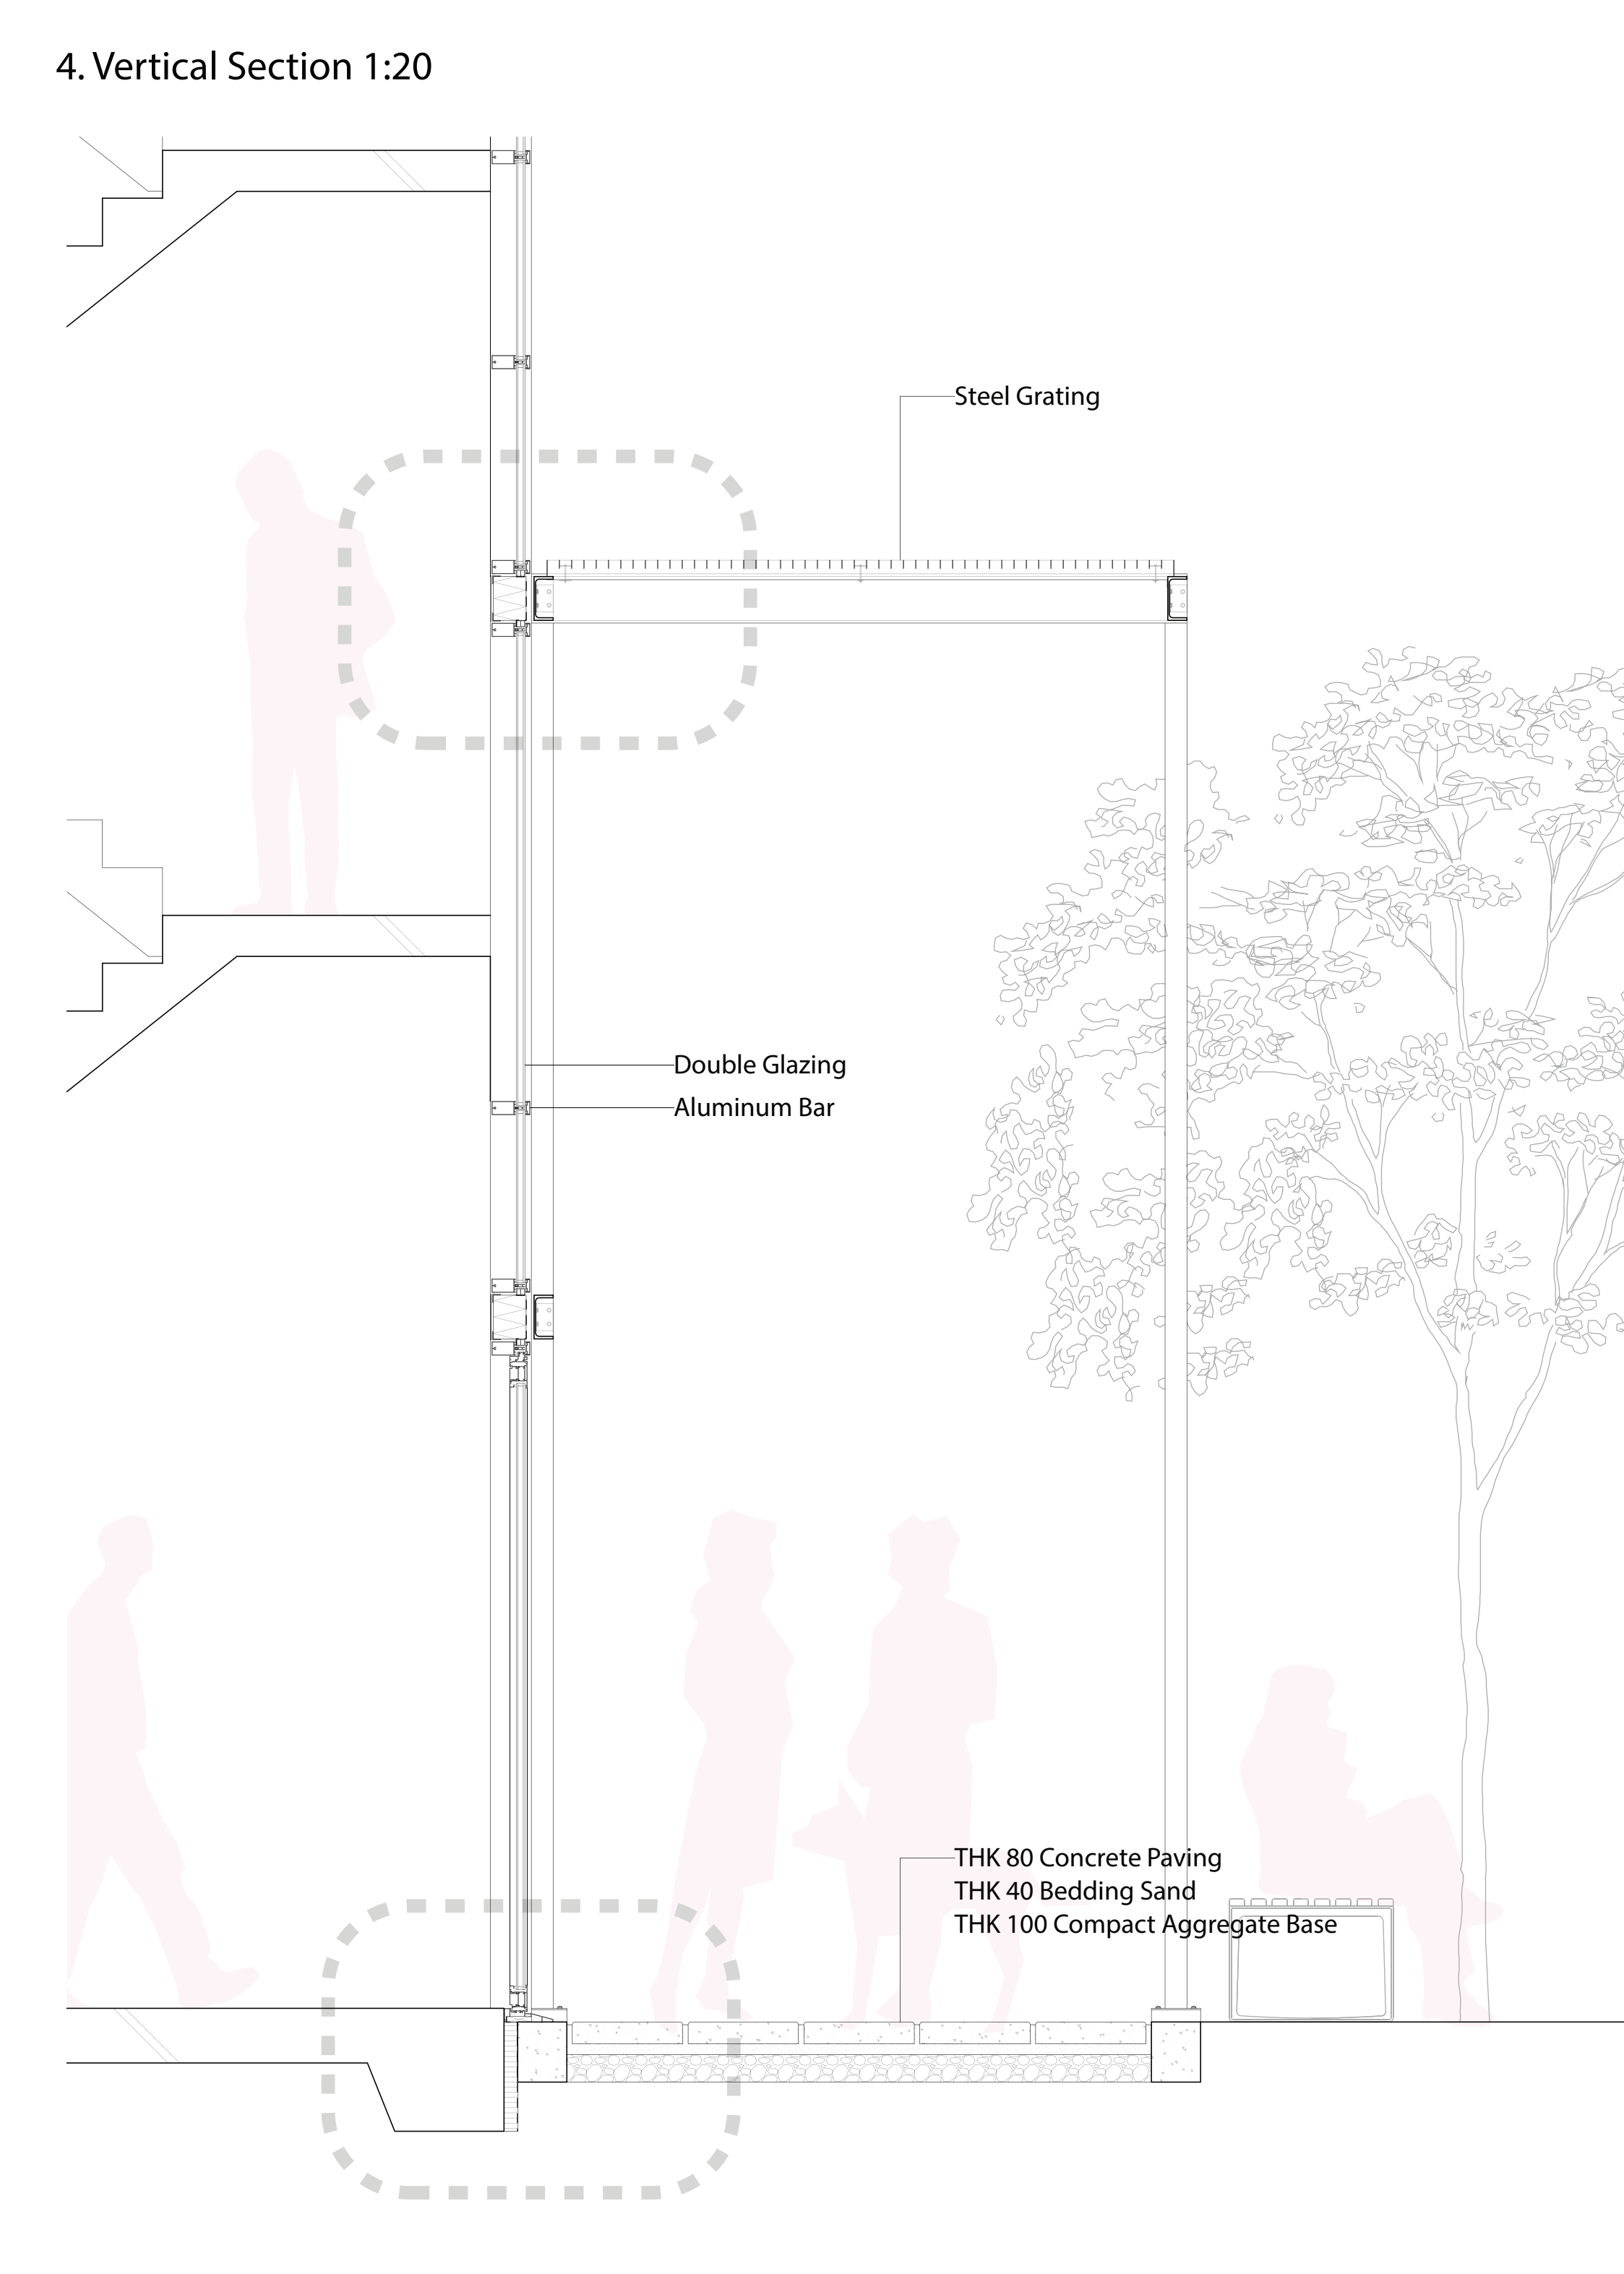 4. Vertical Section 1:20
Steel Grating
Double Glazing
Aluminum Bar
THK 80 Concrete Paving
THK 40 Bedding Sand
THK 100 Compact Aggregate Base